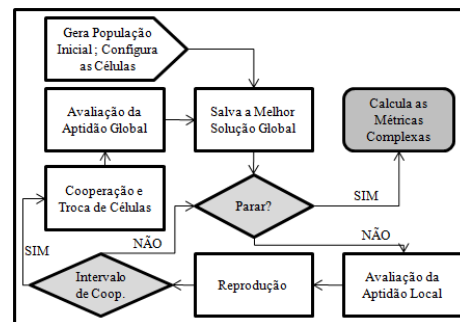 Gera População
Inicial ; Configura
as Células
Avaliação da
Aptidão Global
Salva a Melhor
Solução Global
Calcula as
Métricas
Complexas
Cooperação e
Troca de Células
Parar?
SIM
NÃO
SIM
NÃO
Intervalo
de Coop.
Reprodução
Avaliação da
Aptidão Local